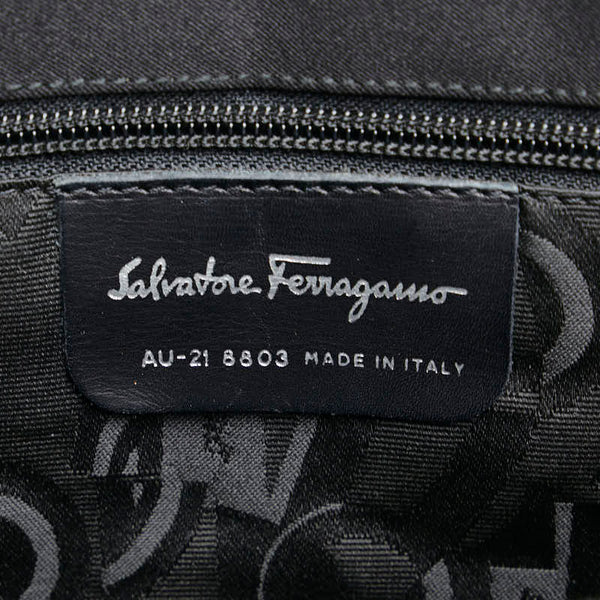 Salvatore Ferragamo
AU-21 8803 MADE IN ITALY